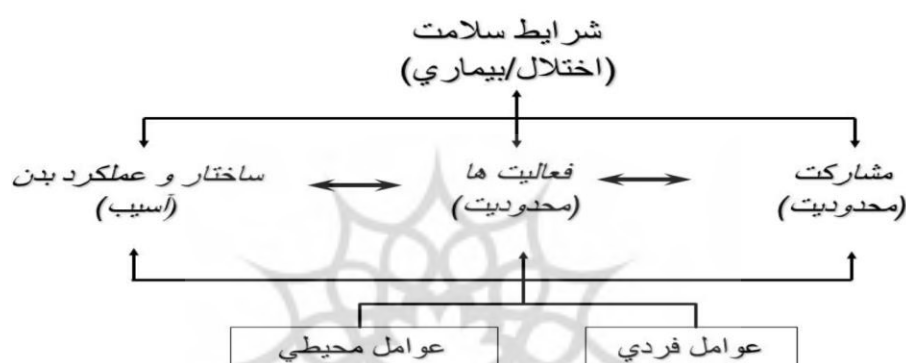 شرايط سلامت
(اختلال/بيماري)
مشاركت
(محدوديت)
فعاليت ها
(محدوديت)
ساختار و عملكرد بدن
(آسيب)
عوامل فردي
عوامل محيطي